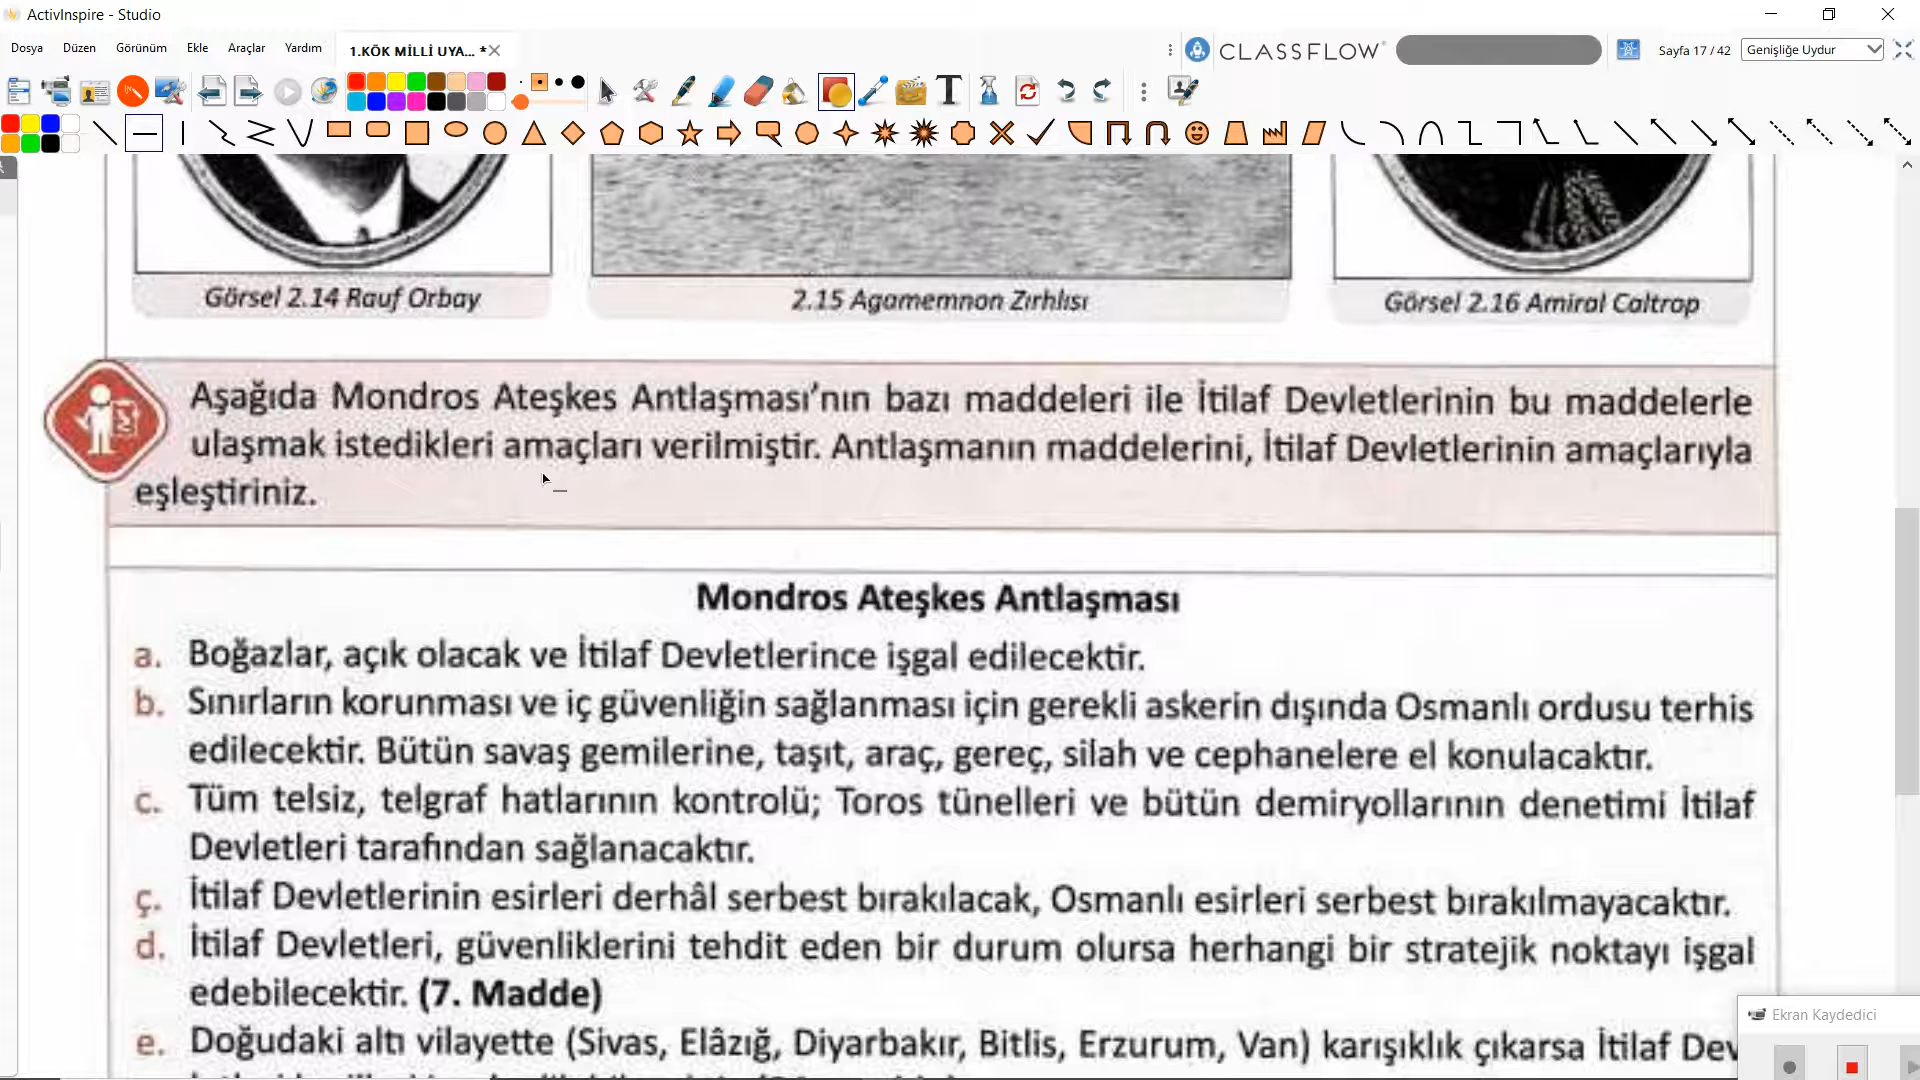 ActivInspire - Studio
Dosya Düzen Görünüm Ekle Araçlar Yardım 1.KÖK MİLLİ UYA... * CLASSFLOW Sayfa 17 / 42 Genişliğe Uydur
Görsel 2.14 Rauf Orbay 2.15 Agamemnon Zırhlısı Görsel 2.16 Amiral Caltrop
Aşağıda Mondros Ateşkes Antlaşması'nın bazı maddeleri ile İtilaf Devletlerinin bu maddelerle
ulaşmak istedikleri amaçları verilmiştir. Antlaşmanın maddelerini, İtilaf Devletlerinin amaçlarıyla
eşleştiriniz.
Mondros Ateşkes Antlaşması
a. Boğazlar, açık olacak ve İtilaf Devletlerince işgal edilecektir.
b. Sınırların korunması ve iç güvenliğin sağlanması için gerekli askerin dışında Osmanlı ordusu terhis
edilecektir. Bütün savaş gemilerine, taşıt, araç, gereç, silah ve cephanelere el konulacaktır.
c. Tüm telsiz, telgraf hatlarının kontrolü; Toros tünelleri ve bütün demiryollarının denetimi İtilaf
Devletleri tarafından sağlanacaktır.
ç. İtilaf Devletlerinin esirleri derhâl serbest bırakılacak, Osmanlı esirleri serbest bırakılmayacaktır.
d. İtilaf Devletleri, güvenliklerini tehdit eden bir durum olursa herhangi bir stratejik noktayı işgal
edebilecektir. (7. Madde)
e. Doğudaki altı vilayette (Sivas, Elâzığ, Diyarbakır, Bitlis, Erzurum, Van) karışıklık çıkarsa İtilaf Dev
Ekran Kaydedici